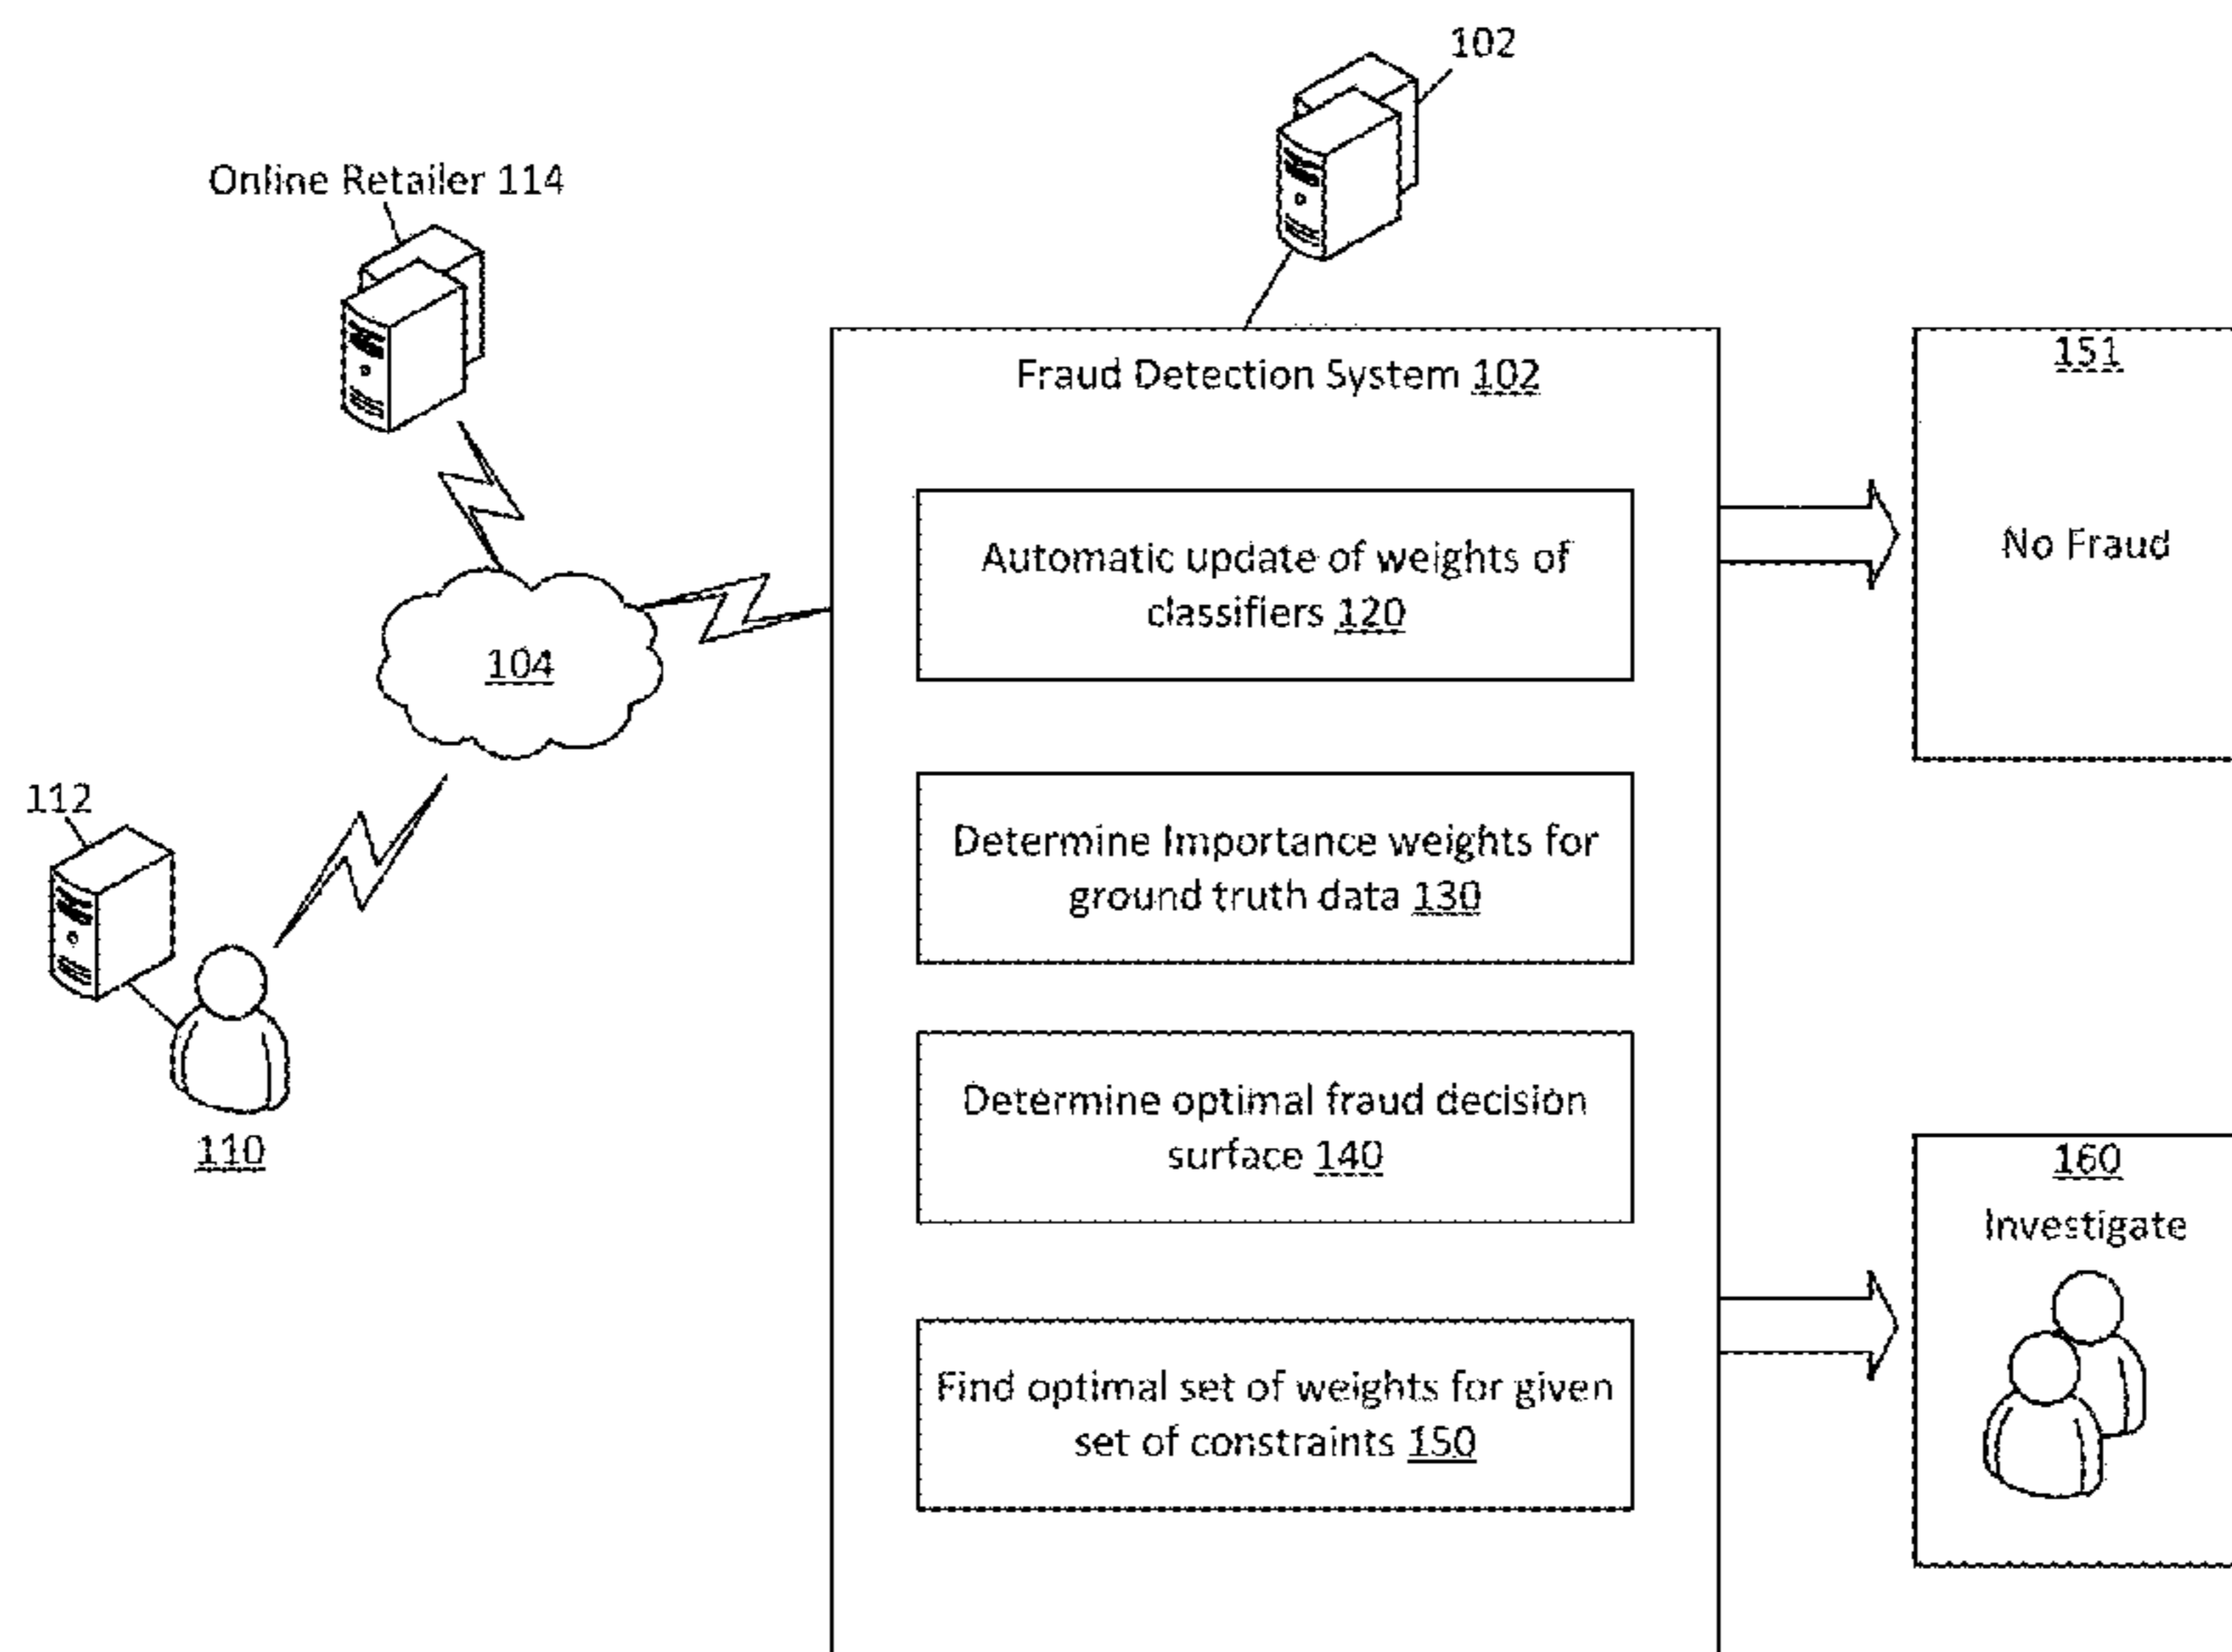 102
Online Retailer 114
Fraud Detection System 102
151
Automatic update of weights of
classifiers 120
No Fraud
104
112
Determine Importance weights for
ground truth data 130
Determine optimal fraud decision
surface 140
110
160
Investigate
Find optimal set of weights for given
set of constraints 150